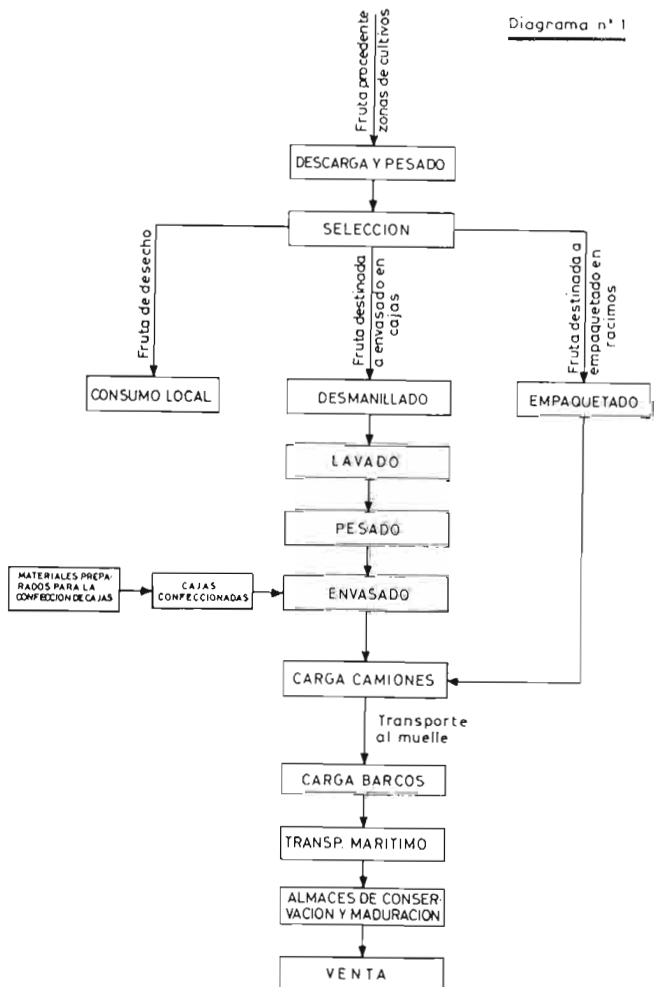 Diagrama n° 1
Fruta procedente
zonas de cultivos
DESCARGA Y PESADO
SELECCION
Fruta de desecho
Fruta destinada
a envasado en
cajas
Fruta destinada a
empaquetado en
racimos
CONSUMO LOCAL
DESMANILLADO
EMPAQUETADO
LAVADO
PESADO
MATERIALES PREPA-
RADOS PARA LA
CONFECCION DE CAJAS
CAJAS
CONFECCIONADAS
ENVASADO
CARGA CAMIONES
Transporte
al muelle
CARGA BARCOS
TRANSP. MARITIMO
ALMACES DE CONSER-
VACION Y MADURACION
VENTA